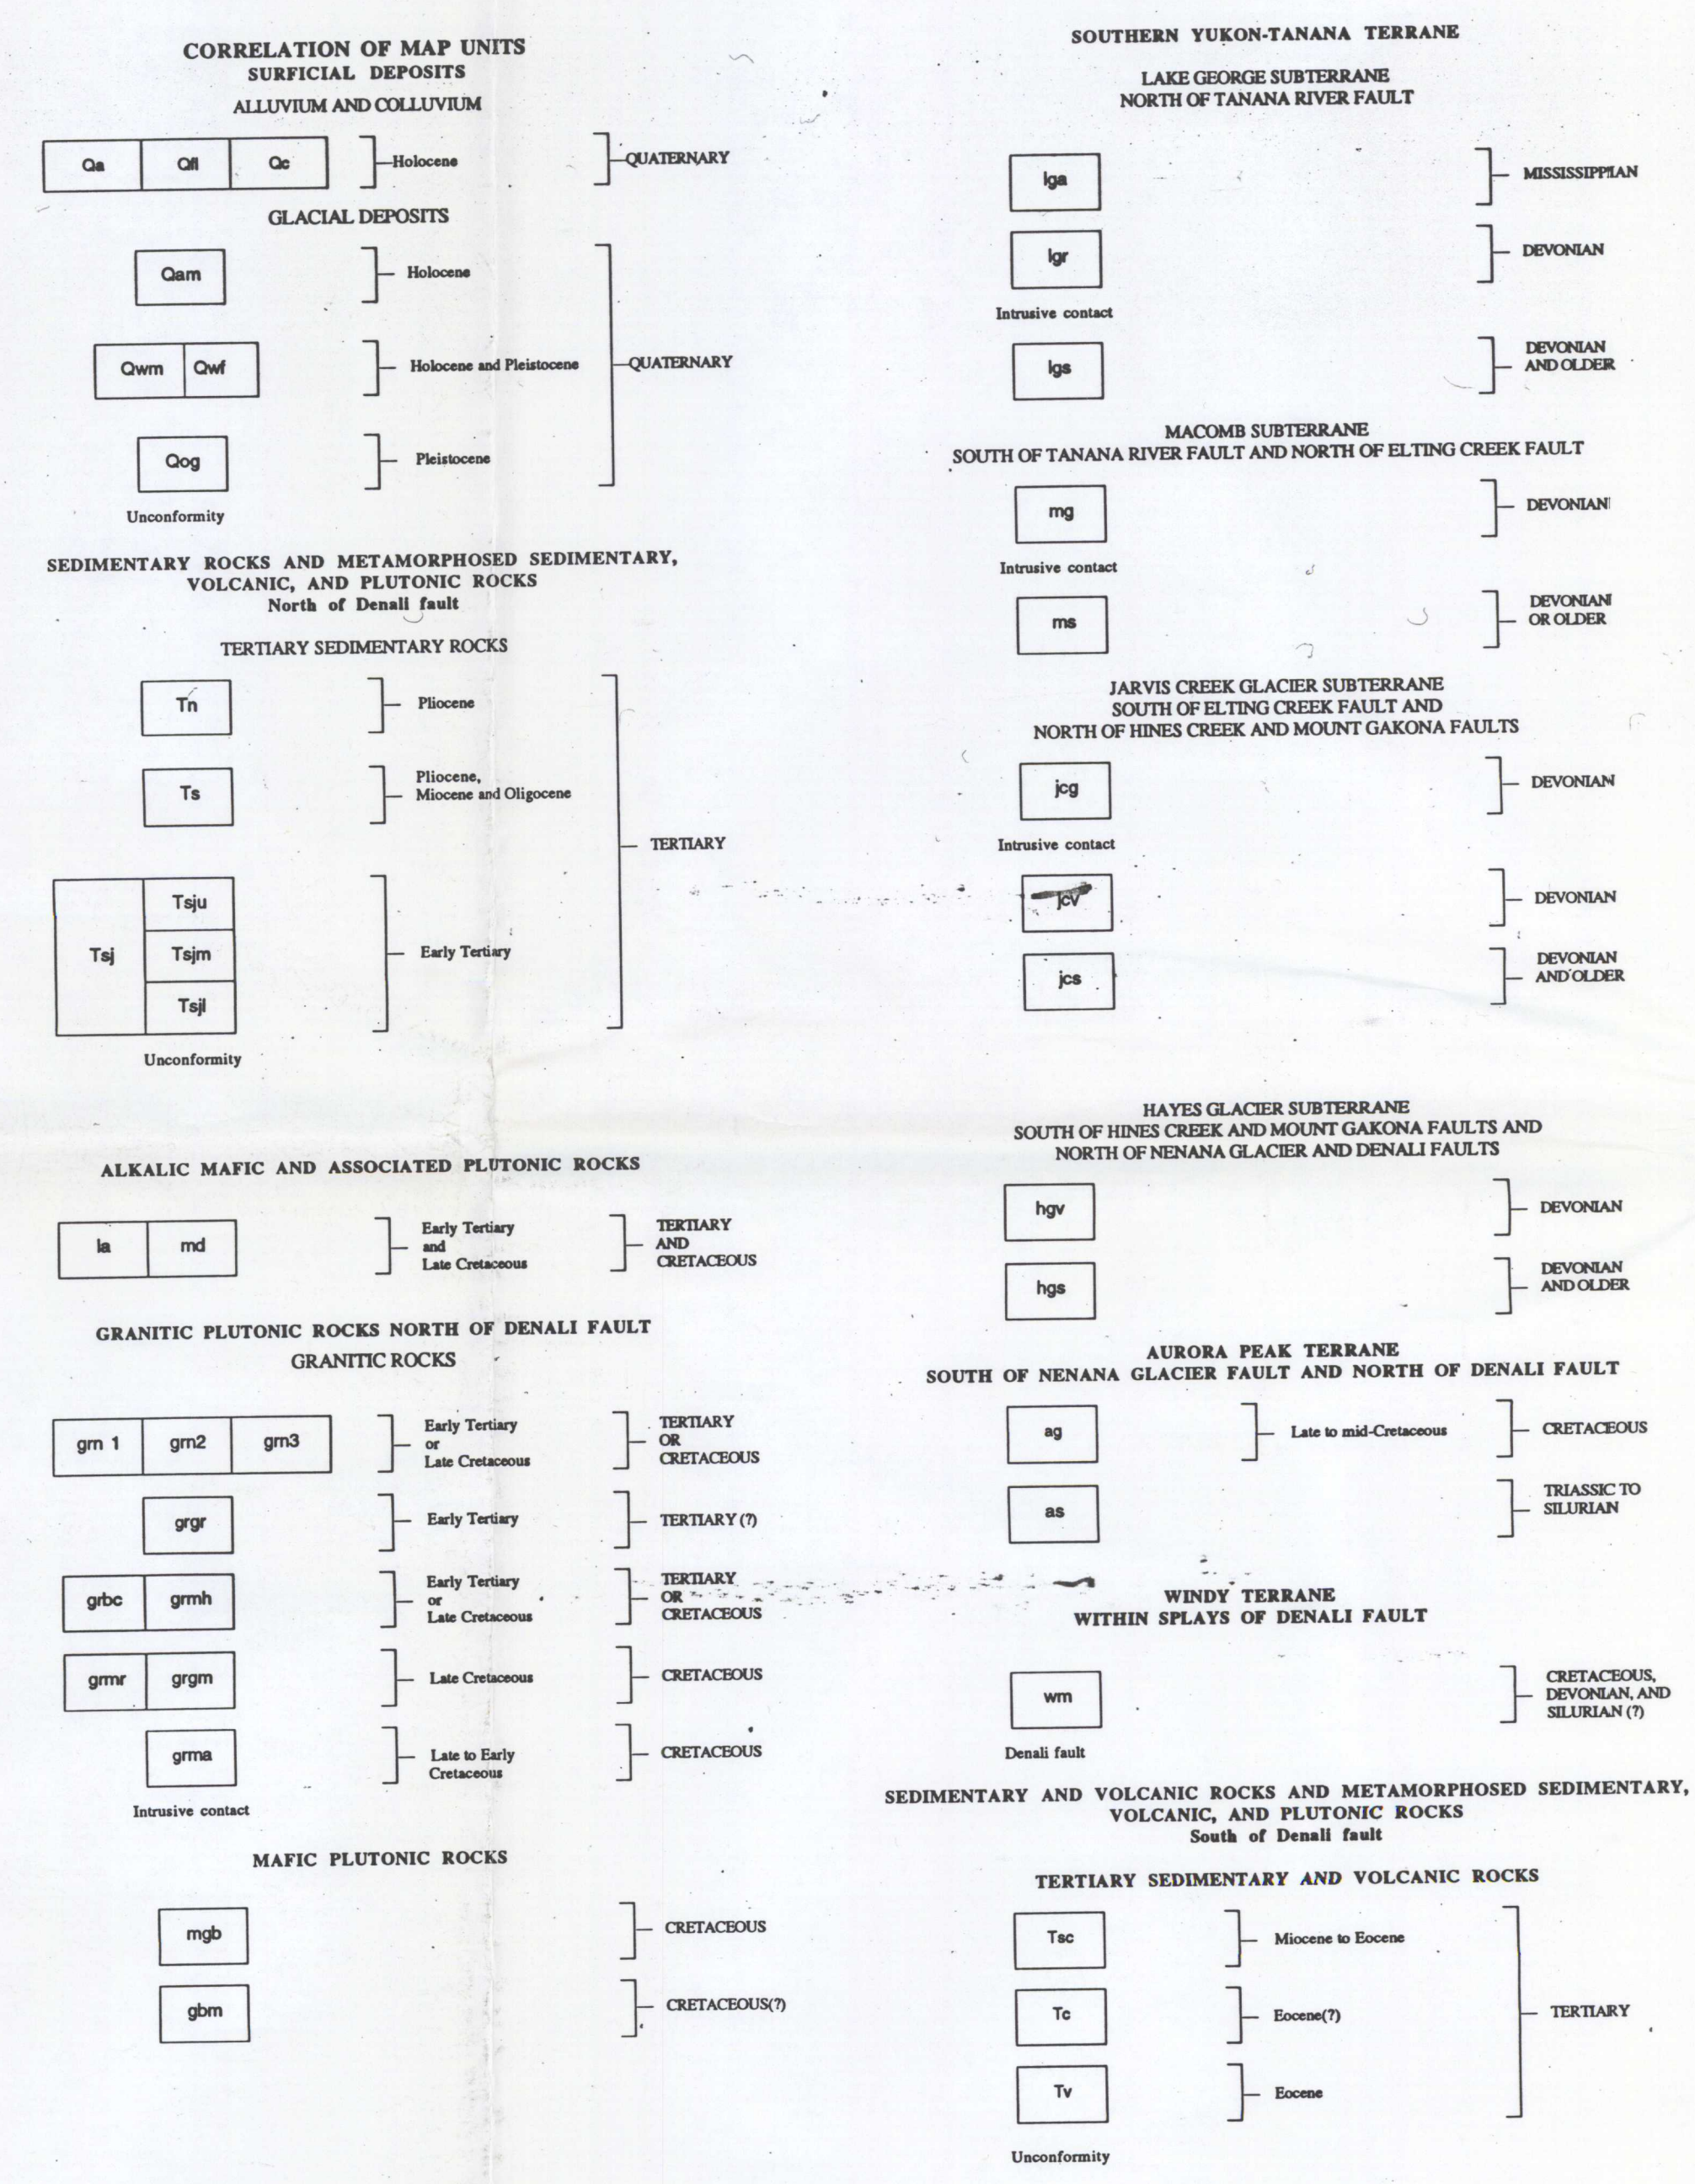 CORRELATION OF MAP UNITS
SURFICIAL DEPOSITS
ALLUVIUM AND COLLUVIUM
Qa Qfl Qc Holocene QUATERNARY
GLACIAL DEPOSITS
Qam Holocene
Qwm Qwf Holocene and Pleistocene QUATERNARY
Qog Pleistocene
Unconformity
SEDIMENTARY ROCKS AND METAMORPHOSED SEDIMENTARY,
VOLCANIC, AND PLUTONIC ROCKS
North of Denali fault
TERTIARY SEDIMENTARY ROCKS
Tn Pliocene
Ts Pliocene,
Miocene and Oligocene
TERTIARY
Tsju
Tsj Tsjm Early Tertiary
Tsjl
Unconformity
ALKALIC MAFIC AND ASSOCIATED PLUTONIC ROCKS
la md Early Tertiary
and
Late Cretaceous
TERTIARY
AND
CRETACEOUS
GRANITIC PLUTONIC ROCKS NORTH OF DENALI FAULT
GRANITIC ROCKS
grn 1 grn2 grn3 Early Tertiary
or
Late Cretaceous
TERTIARY
OR
CRETACEOUS
grgr Early Tertiary TERTIARY (?)
grbc grmh Early Tertiary
or
Late Cretaceous
TERTIARY
OR
CRETACEOUS
grmr grgm Late Cretaceous CRETACEOUS
grma Late to Early
Cretaceous
CRETACEOUS
Intrusive contact
MAFIC PLUTONIC ROCKS
mgb CRETACEOUS
gbm CRETACEOUS(?)
SOUTHERN YUKON-TANANA TERRANE
LAKE GEORGE SUBTERRANE
NORTH OF TANANA RIVER FAULT
lga MISSISSIPPIAN
lgr DEVONIAN
Intrusive contact
lgs DEVONIAN
AND OLDER
MACOMB SUBTERRANE
SOUTH OF TANANA RIVER FAULT AND NORTH OF ELTING CREEK FAULT
mg DEVONIAN
Intrusive contact
ms DEVONIAN
OR OLDER
JARVIS CREEK GLACIER SUBTERRANE
SOUTH OF ELTING CREEK FAULT AND
NORTH OF HINES CREEK AND MOUNT GAKONA FAULTS
jcg DEVONIAN
Intrusive contact
jcv DEVONIAN
jcs DEVONIAN
AND OLDER
HAYES GLACIER SUBTERRANE
SOUTH OF HINES CREEK AND MOUNT GAKONA FAULTS AND
NORTH OF NENANA GLACIER AND DENALI FAULTS
hgv DEVONIAN
hgs DEVONIAN
AND OLDER
AURORA PEAK TERRANE
SOUTH OF NENANA GLACIER FAULT AND NORTH OF DENALI FAULT
ag Late to mid-Cretaceous CRETACEOUS
as TRIASSIC TO
SILURIAN
WINDY TERRANE
WITHIN SPLAYS OF DENALI FAULT
wm CRETACEOUS,
DEVONIAN, AND
SILURIAN (?)
Denali fault
SEDIMENTARY AND VOLCANIC ROCKS AND METAMORPHOSED SEDIMENTARY,
VOLCANIC, AND PLUTONIC ROCKS
South of Denali fault
TERTIARY SEDIMENTARY AND VOLCANIC ROCKS
Tsc Miocene to Eocene
Tc Eocene(?) TERTIARY
Tv Eocene
Unconformity